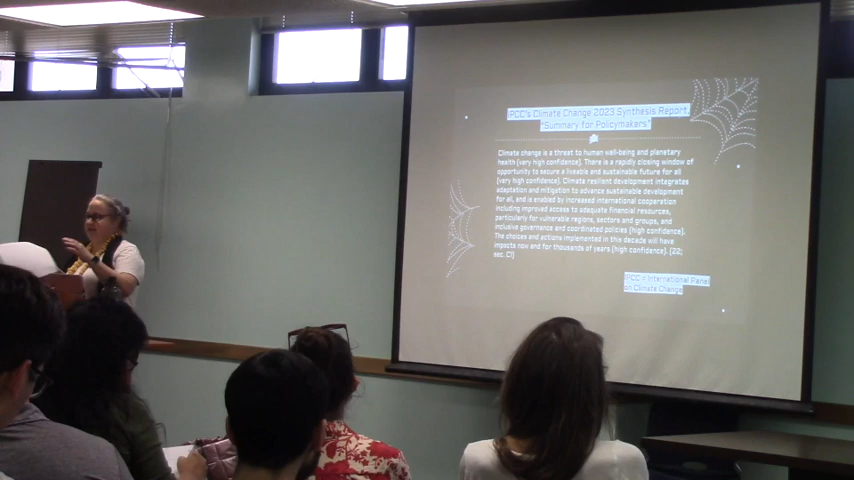 IPCC's Climate Change 2023 Synthesis Report,
"Summary for Policymakers"
Climate change is a threat to human well-being and planetary
health (very high confidence). There is a rapidly closing window of
opportunity to secure a liveable and sustainable future for all
(very high confidence). Climate resilient development integrates
adaptation and mitigation to advance sustainable development
for all, and is enabled by increased international cooperation
including improved access to adequate financial resources,
particularly for vulnerable regions, sectors and groups, and
inclusive governance and coordinated policies (high confidence).
The choices and actions implemented in this decade will have
impacts now and for thousands of years (high confidence). (22;
sec. C1)
IPCC = International Panel
on Climate Change